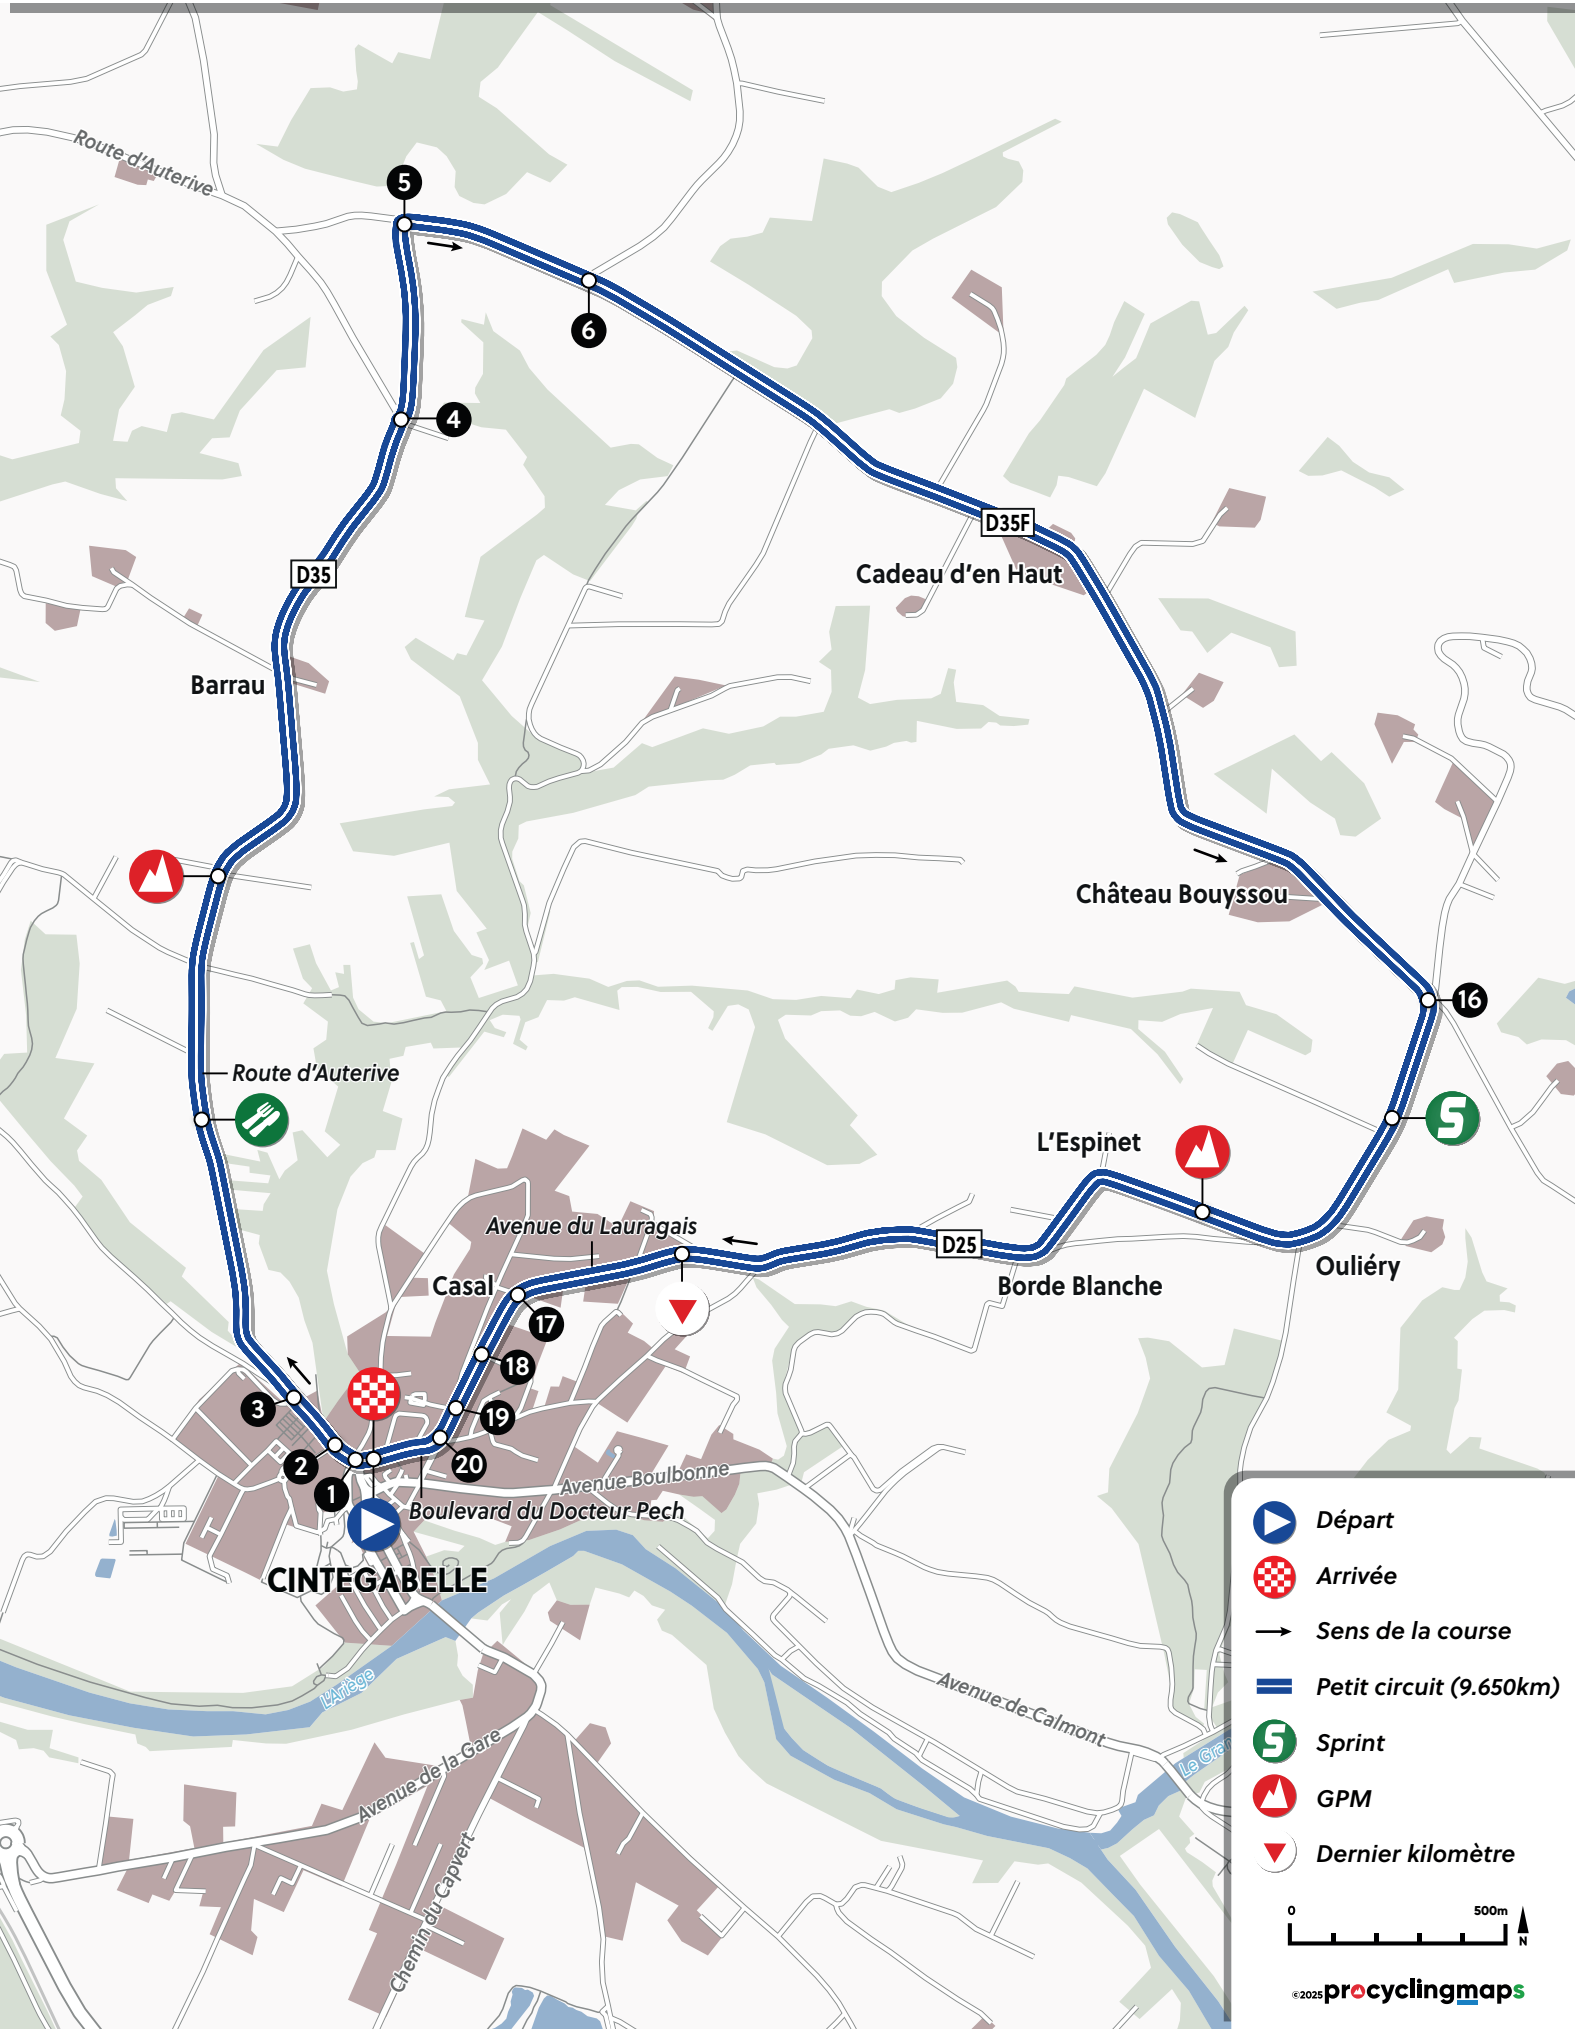 Route d'Auterive
5
6
4
D35F
Cadeau d'en Haut
D35
Barrau
Château Bouyssou
16
Route d'Auterive
S
L'Espinet
Avenue du Lauragais
D25
Casal
Borde Blanche
Ouliéry
17
18
3
19
2
20
1
Avenue Boulbonne
Boulevard du Docteur Pech
CINTEGABELLE
L'Ariège
Avenue de Calmont
Avenue de la Gare
Chemin du Capvert
Le Gran
Départ
Arrivée
Sens de la course
Petit circuit (9.650km)
S Sprint
GPM
Dernier kilomètre
0 500m
N
©2025 procyclingmaps